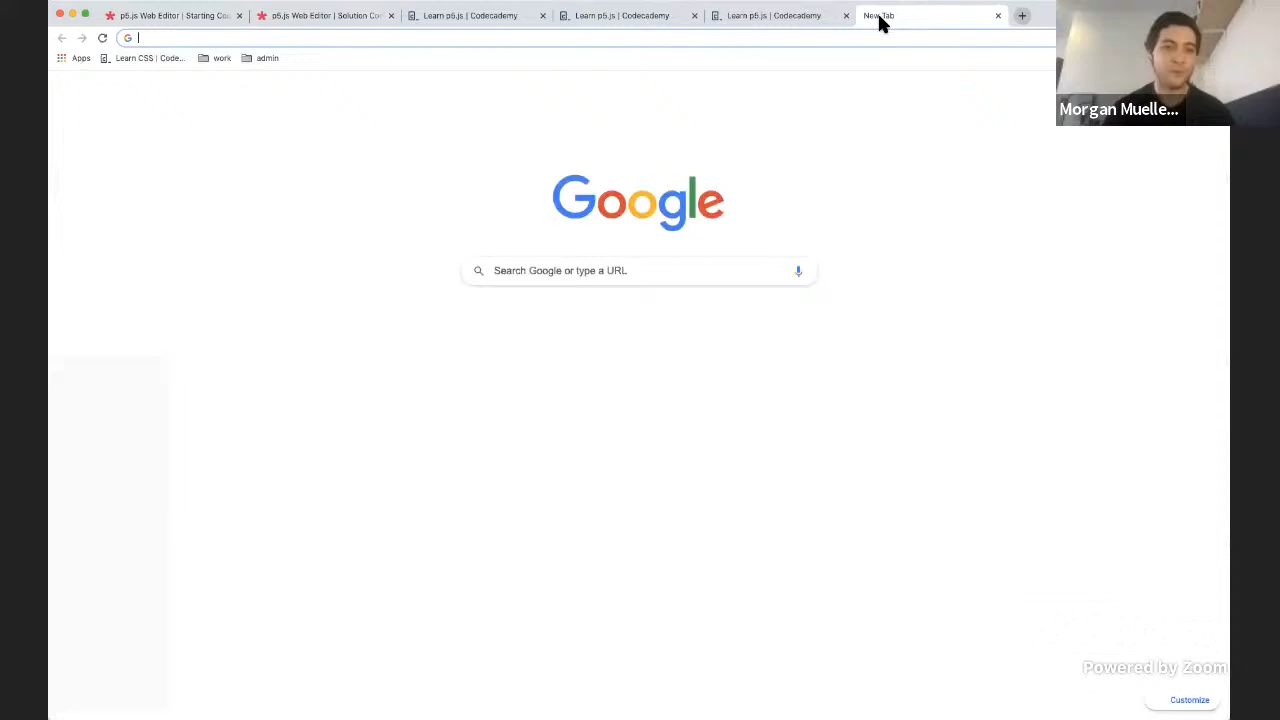 p5.js Web Editor | Starting Co
p5.js Web Editor | Solution Co
Learn p5.js | Codecademy
Learn p5.js | Codecademy
Learn p5.js | Codecademy
New Tab
Apps
Learn CSS | Code...
work
admin
Morgan Muelle...
Google
Search Google or type a URL
Powered by Zoom
Customize